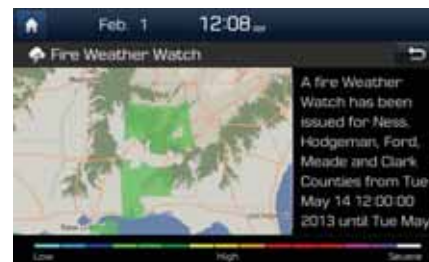 Feb. 1 12:08
Fire Weather Watch
A fire Weather
Watch has been
issued for Ness,
Hodgeman, Ford,
Meade and Clark
Counties from Tue
May 14 12:00:00
2013 until Tue May
Low High Severe